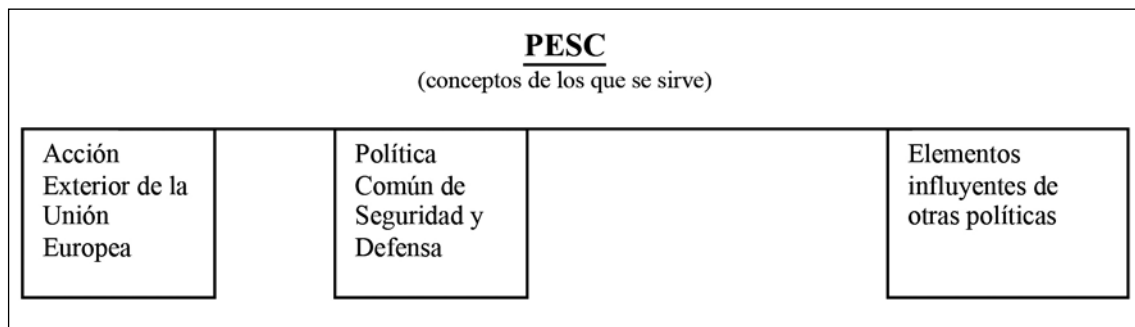 PESC
(conceptos de los que se sirve)
Acción
Exterior de la
Unión
Europea
Política
Común de
Seguridad y
Defensa
Elementos
influyentes de
otras políticas